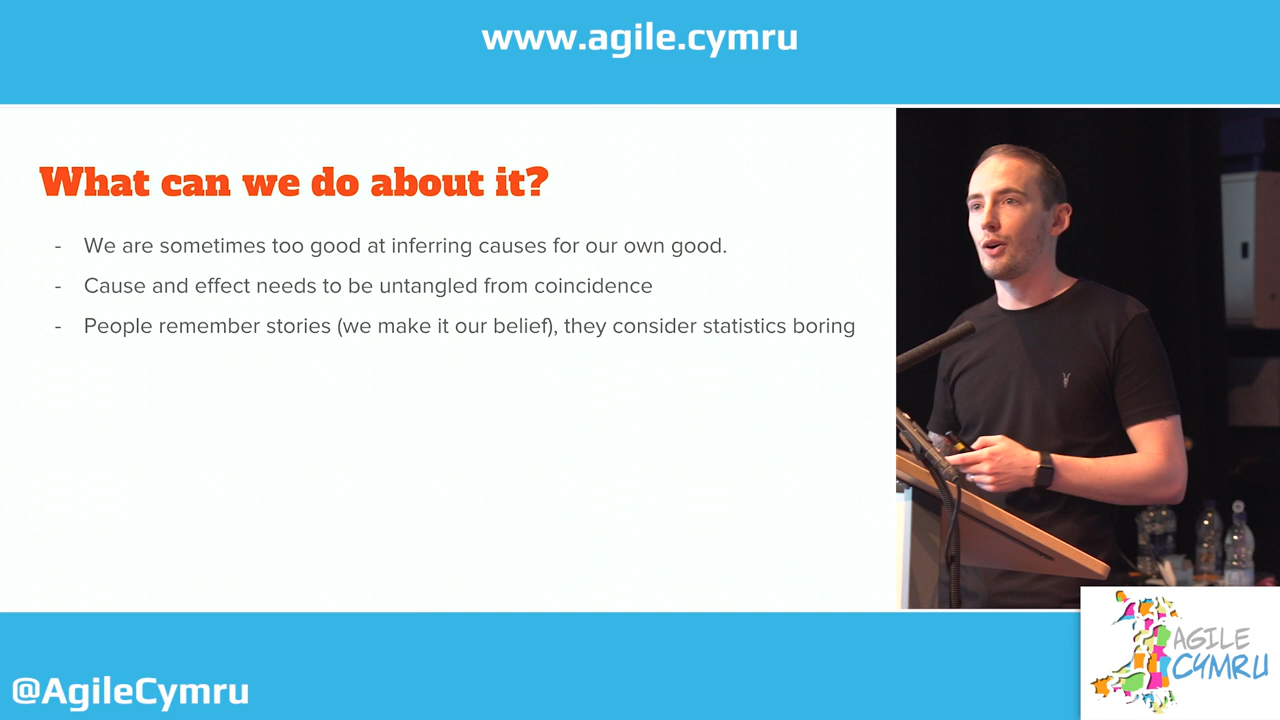 www.agile.cymru
What can we do about it?
- We are sometimes too good at inferring causes for our own good.
- Cause and effect needs to be untangled from coincidence
- People remember stories (we make it our belief), they consider statistics boring
AGILE
CYMRU
@AgileCymru